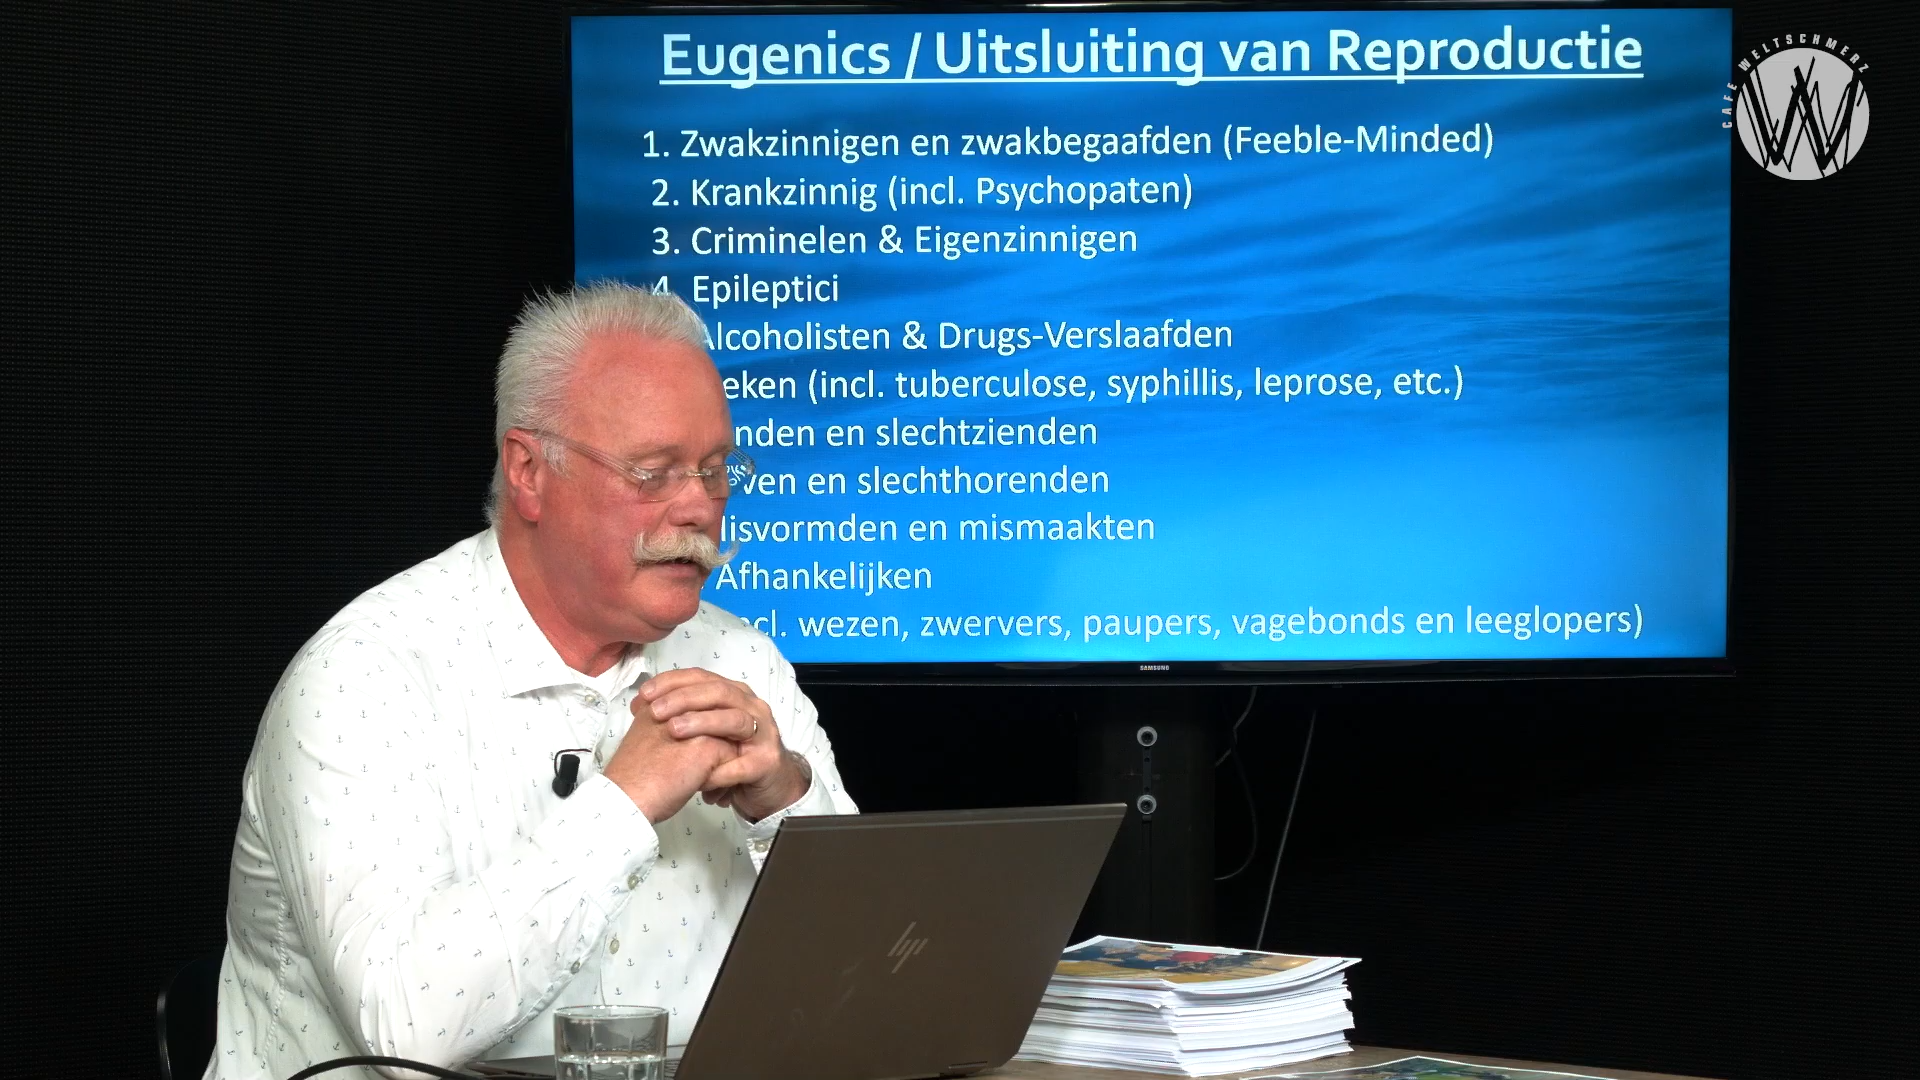 CAFE WELTSCHMERZ
Eugenics / Uitsluiting van Reproductie
1. Zwakzinnigen en zwakbegaafden (Feeble-Minded)
2. Krankzinnig (incl. Psychopaten)
3. Criminelen & Eigenzinnigen
4. Epileptici
Alcoholisten & Drugs-Verslaafden
eken (incl. tuberculose, syphillis, leprose, etc.)
nden en slechtzienden
ven en slechthorenden
isvormden en mismaakten
Afhankelijken
cl. wezen, zwervers, paupers, vagebonds en leeglopers)
SAMSUNG
hp